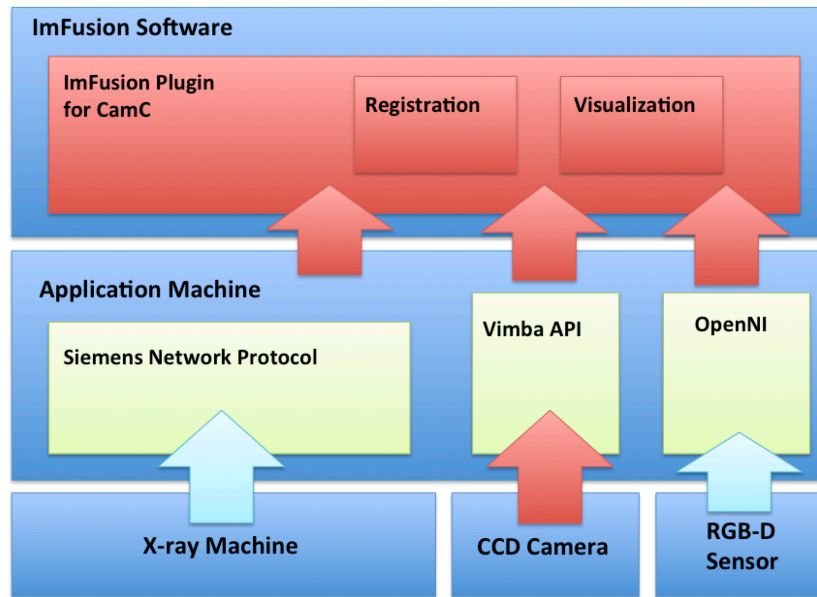 ImFusion Software
ImFusion Plugin
for CamC
Registration
Visualization
Application Machine
Siemens Network Protocol
Vimba API
OpenNI
X-ray Machine
CCD Camera
RGB-D
Sensor